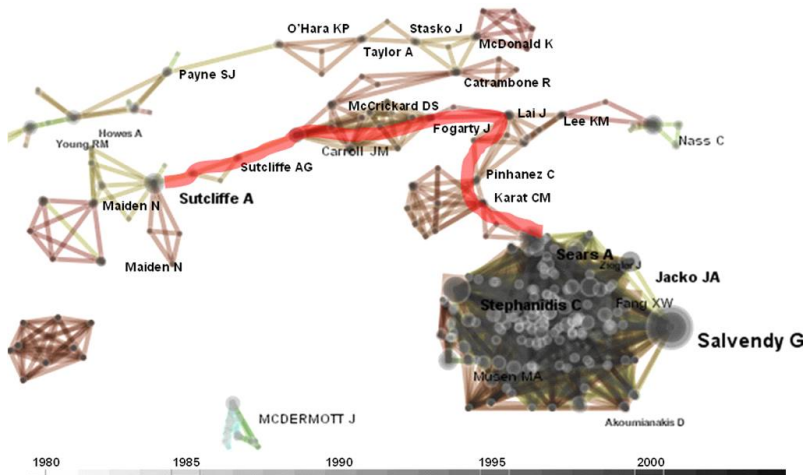 O'Hara KP
Stasko J
McDonald K
Taylor A
Payne SJ
Catrambone R
McCrickard DS
Lai J
Lee KM
Howes A
Fogarty J
Young RM
Carroll JM
Nass C
Sutcliffe AG
Pinhanez C
Sutcliffe A
Karat CM
Maiden N
Sears A
Maiden N
Ziegler J
Jacko JA
Stephanidis C
Fang XW
Salvendy G
Musen MA
MCDERMOTT J
Akoumianakis D
1980 1985 1990 1995 2000